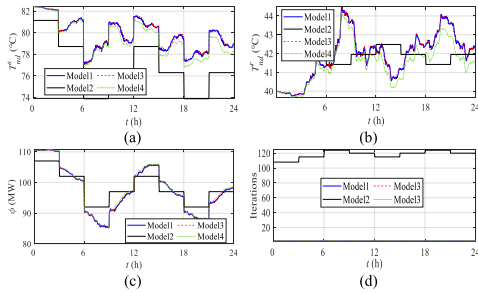 82
80
78
76
74
T^s_nd (℃)
Model1 Model3
Model2 Model4
0 6 12 18 24
t (h)
(a)
44
43
42
41
40
T^r_nd (℃)
Model1
Model2
Model3
Model4
0 6 12 18 24
t (h)
(b)
110
100
90
80
ϕ (MW)
Model1 Model3
Model2 Model4
0 6 12 18 24
t (h)
(c)
120
100
80
60
40
20
Iterations
Model1 Model3
Model2 Model3
0 6 12 18 24
t (h)
(d)